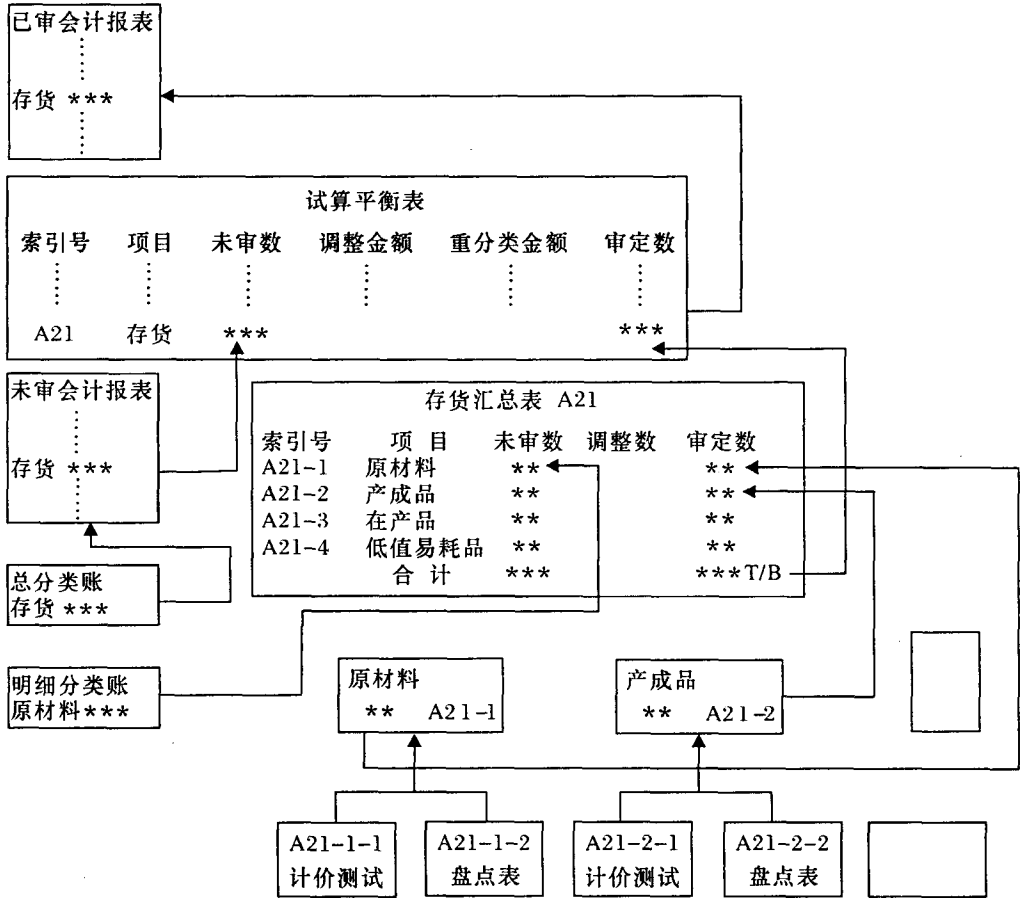 已审会计报表
存货 ***
试算平衡表
索引号 项目 未审数 调整金额 重分类金额 审定数
A21 存货 *** ***
未审会计报表
存货 ***
总分类账
存货 ***
明细分类账
原材料***
存货汇总表 A21
索引号 项 目 未审数 调整数 审定数
A21-1 原材料 ** **
A21-2 产成品 ** **
A21-3 在产品 ** **
A21-4 低值易耗品 ** **
合 计 *** ***T/B
原材料
** A21-1
产成品
** A21-2
A21-1-1
计价测试
A21-1-2
盘点表
A21-2-1
计价测试
A21-2-2
盘点表